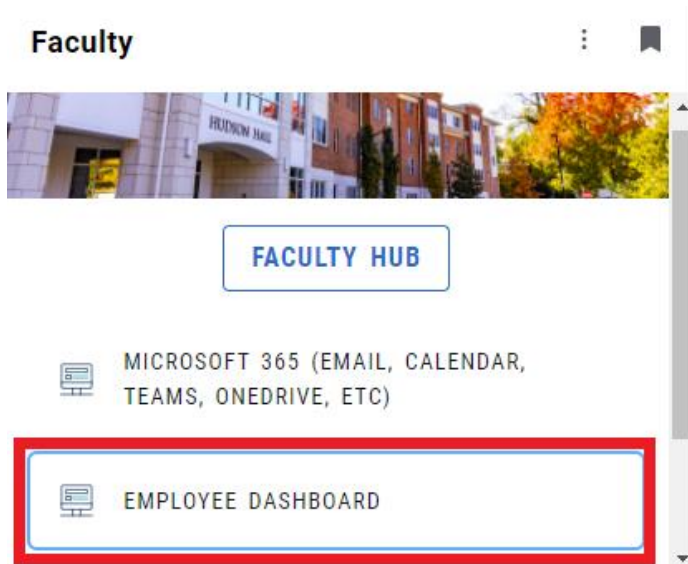 Faculty
HUDSON HALL
FACULTY HUB
MICROSOFT 365 (EMAIL, CALENDAR,
TEAMS, ONEDRIVE, ETC)
EMPLOYEE DASHBOARD